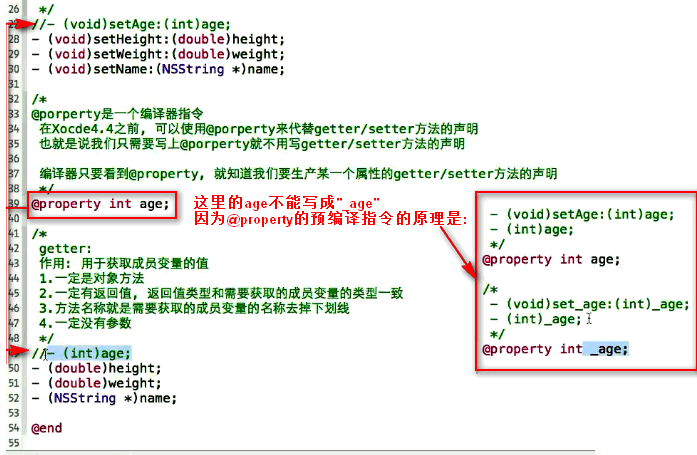 26 */
//- (void)setAge:(int)age;
28 - (void)setHeight:(double)height;
29 - (void)setWeight:(double)weight;
30 - (void)setName:(NSString *)name;
31
32 /*
33 @porperty是一个编译器指令
34 在Xocde4.4之前, 可以使用@porperty来代替getter/setter方法的声明
35 也就是说我们只需要写上@porperty就不用写getter/setter方法的声明
36
37 编译器只要看到@property, 就知道我们要生产某一个属性的getter/setter方法的声明
38 */
39 @property int age;
40
41 /*
42 getter:
43 作用: 用于获取成员变量的值
44 1.一定是对象方法
45 2.一定有返回值, 返回值类型和需要获取的成员变量的类型一致
46 3.方法名称就是需要获取的成员变量的名称去掉下划线
47 4.一定没有参数
48 */
49 //- (int)age;
50 - (double)height;
51 - (double)weight;
52 - (NSString *)name;
53
54 @end
55
这里的age不能写成"_age"
因为@property的预编译指令的原理是:
- (void)setAge:(int)age;
- (int)age;
*/
@property int age;
/*
- (void)set_age:(int)_age;
- (int)_age;
*/
@property int _age;